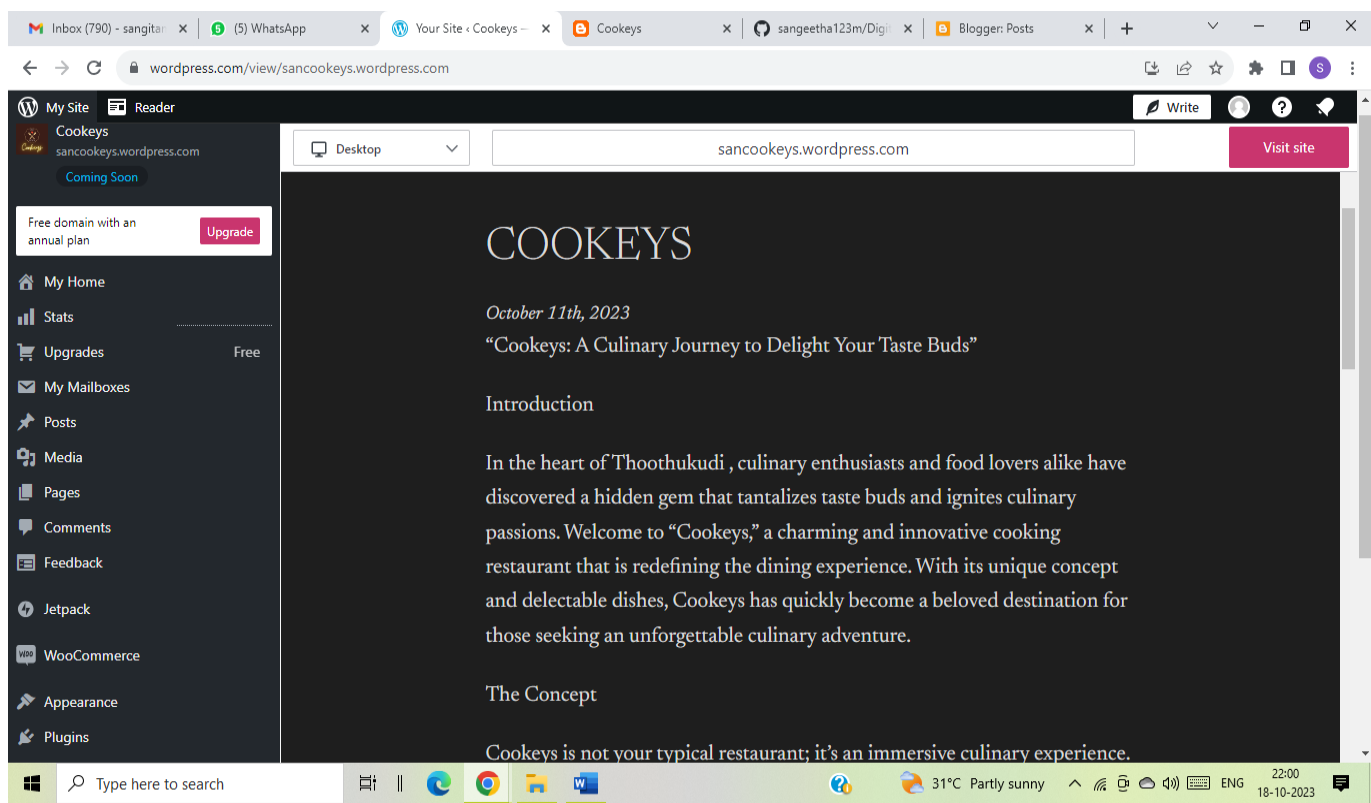 Inbox (790) - sangitar
(5) WhatsApp
Your Site ‹ Cookeys —
Cookeys
sangeetha123m/Digit
Blogger: Posts
wordpress.com/view/sancookeys.wordpress.com
S
My Site
Reader
Write
Cookeys
sancookeys.wordpress.com
Coming Soon
Desktop
sancookeys.wordpress.com
Visit site
Free domain with an
annual plan
Upgrade
My Home
Stats
Upgrades Free
My Mailboxes
Posts
Media
Pages
Comments
Feedback
Jetpack
WooCommerce
Appearance
Plugins
COOKEYS
October 11th, 2023
“Cookeys: A Culinary Journey to Delight Your Taste Buds”
Introduction
In the heart of Thoothukudi , culinary enthusiasts and food lovers alike have
discovered a hidden gem that tantalizes taste buds and ignites culinary
passions. Welcome to “Cookeys,” a charming and innovative cooking
restaurant that is redefining the dining experience. With its unique concept
and delectable dishes, Cookeys has quickly become a beloved destination for
those seeking an unforgettable culinary adventure.
The Concept
Cookeys is not your typical restaurant; it’s an immersive culinary experience.
Type here to search
31°C Partly sunny
ENG
22:00
18-10-2023